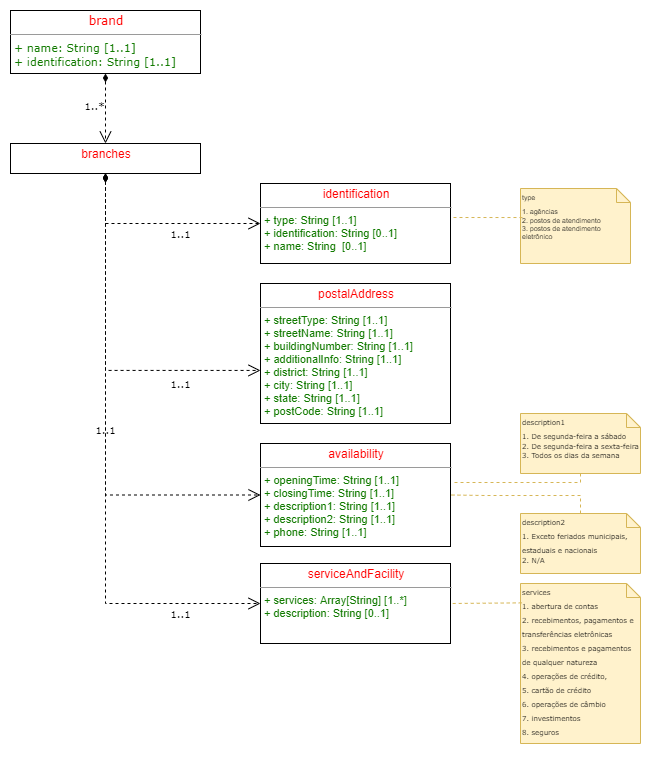 brand
+ name: String [1..1]
+ identification: String [1..1]
1..*
branches
identification
+ type: String [1..1]
+ identification: String [0..1]
+ name: String  [0..1]
1..1
type
1. agências
2. postos de atendimento
3. postos de atendimento
eletrônico
postalAddress
+ streetType: String [1..1]
+ streetName: String [1..1]
+ buildingNumber: String [1..1]
+ additionalInfo: String [1..1]
+ district: String [1..1]
+ city: String [1..1]
+ state: String [1..1]
+ postCode: String [1..1]
1..1
1..1
availability
+ openingTime: String [1..1]
+ closingTime: String [1..1]
+ description1: String [1..1]
+ description2: String [1..1]
+ phone: String [1..1]
description1
1. De segunda-feira a sábado
2. De segunda-feira a sexta-feira
3. Todos os dias da semana
description2
1. Exceto feriados municipais,
estaduais e nacionais
2. N/A
serviceAndFacility
+ services: Array[String] [1..*]
+ description: String [0..1]
1..1
services
1. abertura de contas
2. recebimentos, pagamentos e
transferências eletrônicas
3. recebimentos e pagamentos
de qualquer natureza
4. operações de crédito,
5. cartão de crédito
6. operações de câmbio
7. investimentos
8. seguros